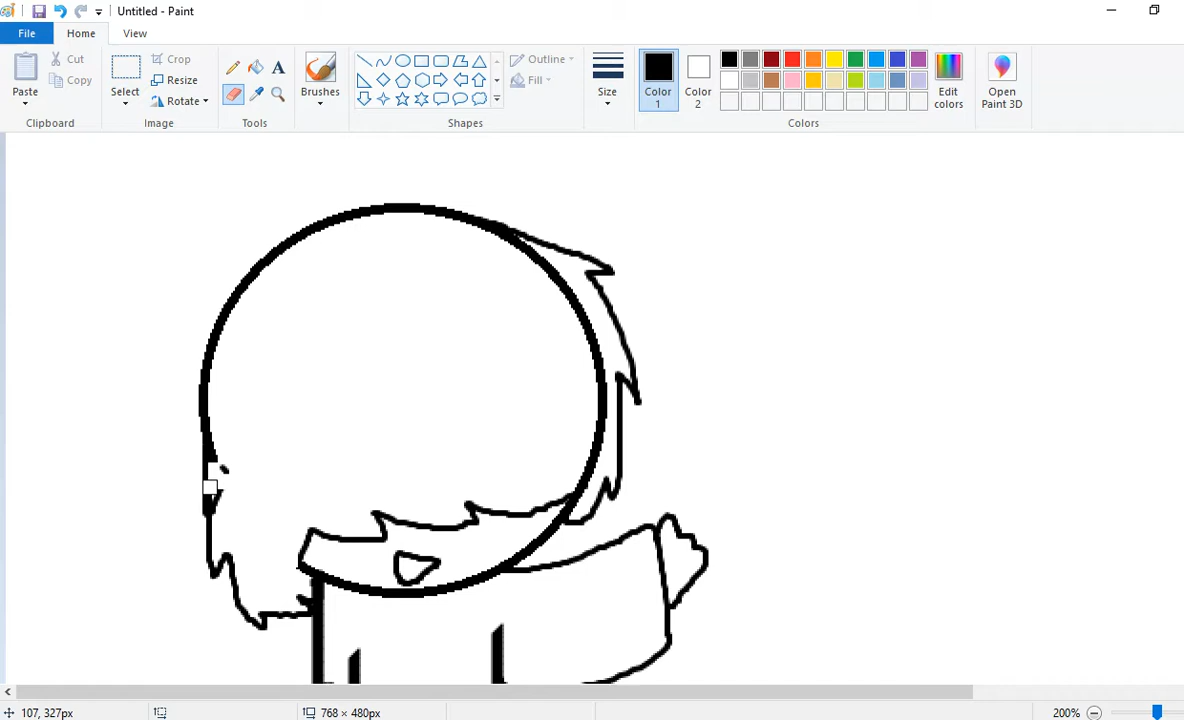 Untitled - Paint
File Home View
Paste
Cut
Copy
Clipboard
Select
Crop
Resize
Rotate
Image
A
Tools
Brushes
Outline
Fill
Shapes
Size
Color 1
Color 2
Edit colors
Colors
Open Paint 3D
107, 327px
768 × 480px
200%